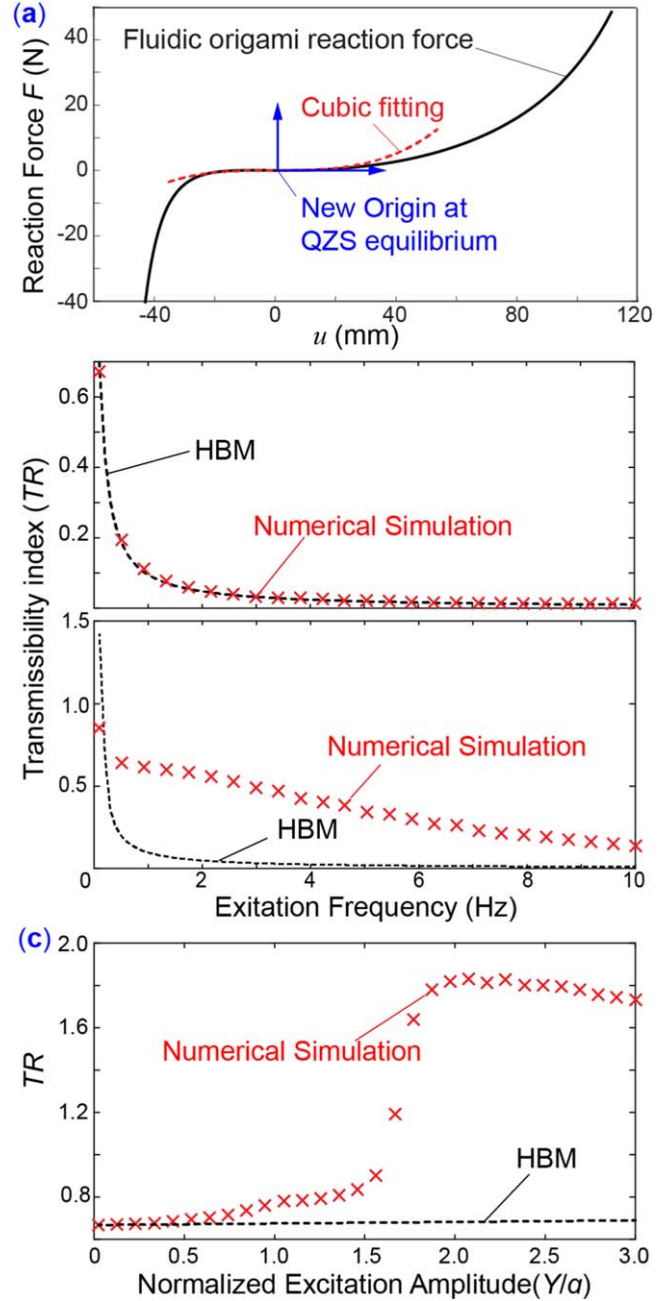 (a)
50
40
20
0
-20
-40
Reaction Force F (N)
Fluidic origami reaction force
Cubic fitting
New Origin at
QZS equilibrium
-40
0
40
80
120
u (mm)
0.6
0.4
0.2
HBM
Numerical Simulation
Transmissibility index (TR)
1.5
1.0
0.5
Numerical Simulation
HBM
0
2
4
6
8
10
Exitation Frequency (Hz)
(c)
2.0
1.6
1.2
0.8
TR
Numerical Simulation
HBM
0
0.5
1.0
1.5
2.0
2.5
3.0
Normalized Excitation Amplitude(Y/a)